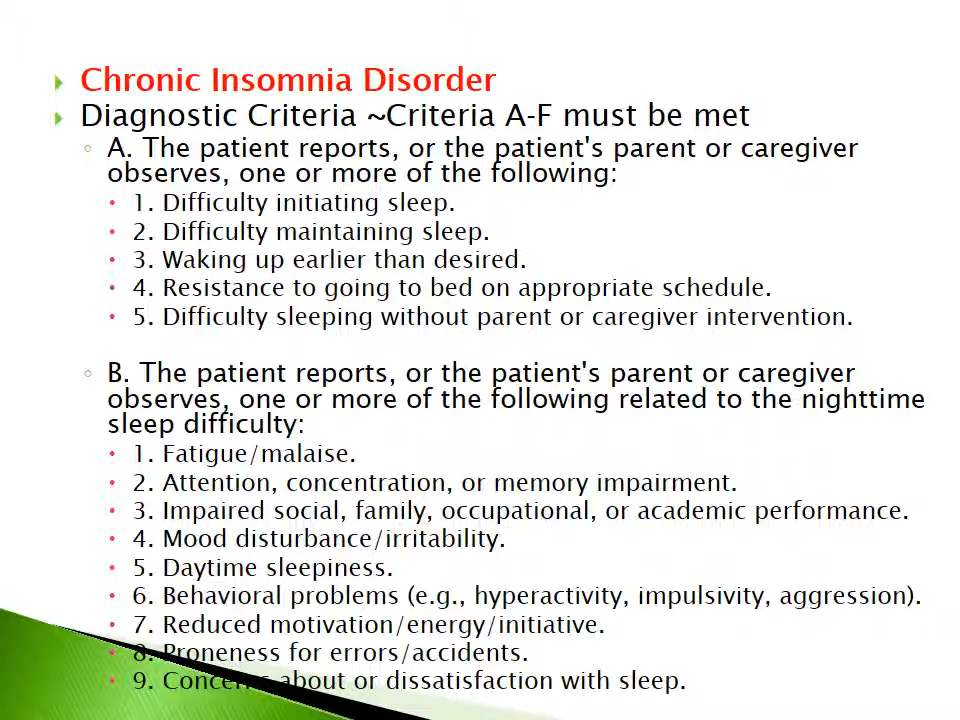 Chronic Insomnia Disorder
Diagnostic Criteria ~Criteria A-F must be met
A. The patient reports, or the patient's parent or caregiver
observes, one or more of the following:
1. Difficulty initiating sleep.
2. Difficulty maintaining sleep.
3. Waking up earlier than desired.
4. Resistance to going to bed on appropriate schedule.
5. Difficulty sleeping without parent or caregiver intervention.
B. The patient reports, or the patient's parent or caregiver
observes, one or more of the following related to the nighttime
sleep difficulty:
1. Fatigue/malaise.
2. Attention, concentration, or memory impairment.
3. Impaired social, family, occupational, or academic performance.
4. Mood disturbance/irritability.
5. Daytime sleepiness.
6. Behavioral problems (e.g., hyperactivity, impulsivity, aggression).
7. Reduced motivation/energy/initiative.
8. Proneness for errors/accidents.
9. Concerns about or dissatisfaction with sleep.